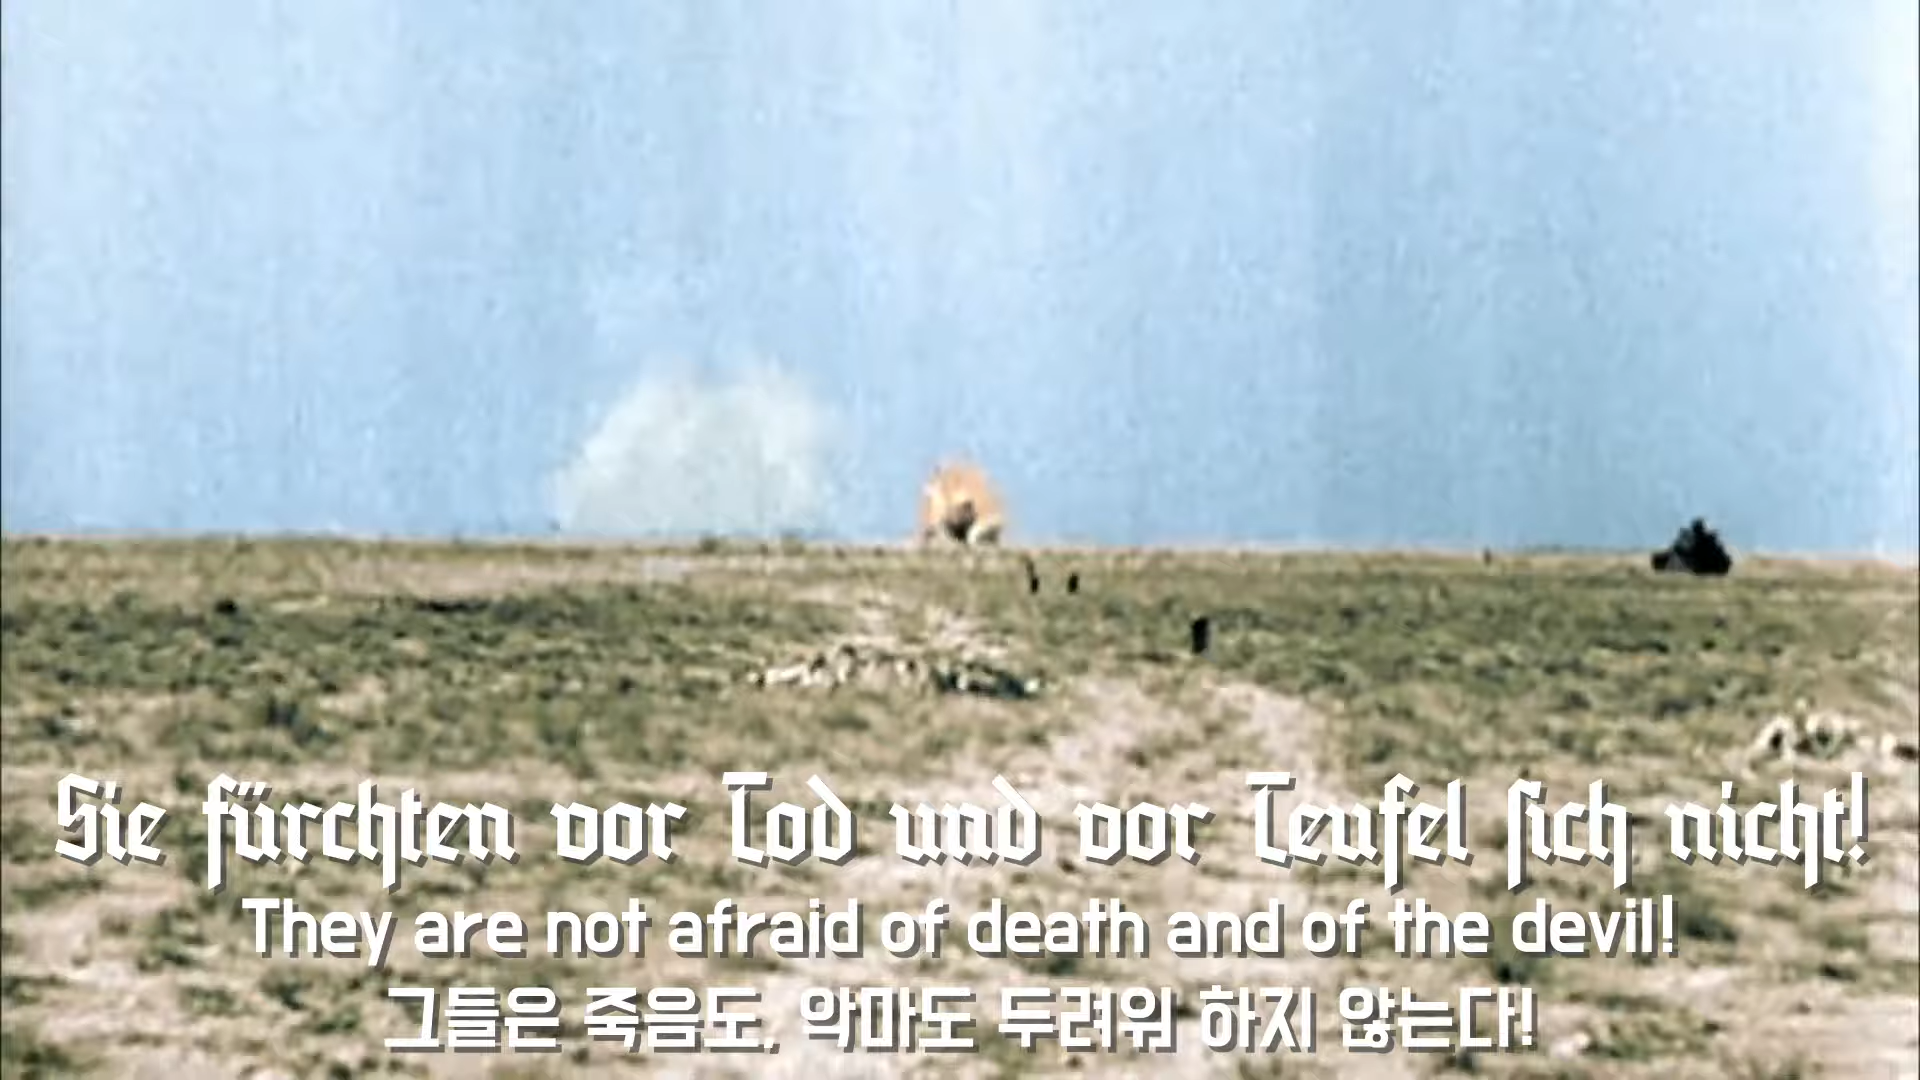 Sie fürchten vor Tod und vor Teufel sich nicht!
They are not afraid of death and of the devil!
그들은 죽음도, 악마도 두려워 하지 않는다!